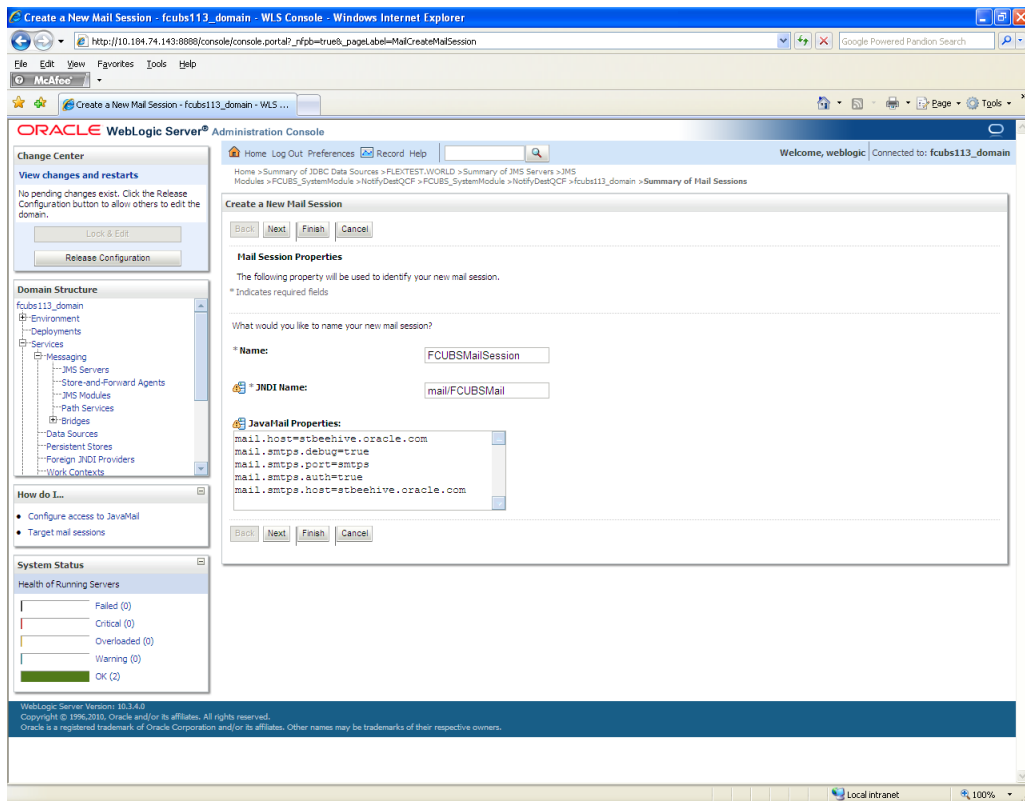 Create a New Mail Session - fcubs113_domain - WLS Console - Windows Internet Explorer
http://10.184.74.143:8888/console/console.portal?_nfpb=true&_pageLabel=MailCreateMailSession
Google Powered Pandion Search
File Edit View Favorites Tools Help
McAfee
Create a New Mail Session - fcubs113_domain - WLS ...
Page Tools
ORACLE WebLogic Server® Administration Console
Change Center
View changes and restarts
No pending changes exist. Click the Release
Configuration button to allow others to edit the
domain.
Lock & Edit
Release Configuration
Domain Structure
fcubs113_domain
Environment
Deployments
Services
Messaging
JMS Servers
Store-and-Forward Agents
JMS Modules
Path Services
Bridges
Data Sources
Persistent Stores
Foreign JNDI Providers
Work Contexts
How do I...
Configure access to JavaMail
Target mail sessions
System Status
Health of Running Servers
Failed (0)
Critical (0)
Overloaded (0)
Warning (0)
OK (2)
Home Log Out Preferences Record Help
Welcome, weblogic Connected to: fcubs113_domain
Home >Summary of JDBC Data Sources >FLEXTEST.WORLD >Summary of JMS Servers >JMS
Modules >FCUBS_SystemModule >NotifyDestQCF >FCUBS_SystemModule >NotifyDestQCF >fcubs113_domain >Summary of Mail Sessions
Create a New Mail Session
Back Next Finish Cancel
Mail Session Properties
The following property will be used to identify your new mail session.
* Indicates required fields
What would you like to name your new mail session?
* Name: FCUBSMailSession
* JNDI Name: mail/FCUBSMail
JavaMail Properties:
mail.host=stbeehive.oracle.com
mail.smtps.debug=true
mail.smtps.port=smtps
mail.smtps.auth=true
mail.smtps.host=stbeehive.oracle.com
Back Next Finish Cancel
WebLogic Server Version: 10.3.4.0
Copyright © 1996,2010, Oracle and/or its affiliates. All rights reserved.
Oracle is a registered trademark of Oracle Corporation and/or its affiliates. Other names may be trademarks of their respective owners.
Local intranet
100%